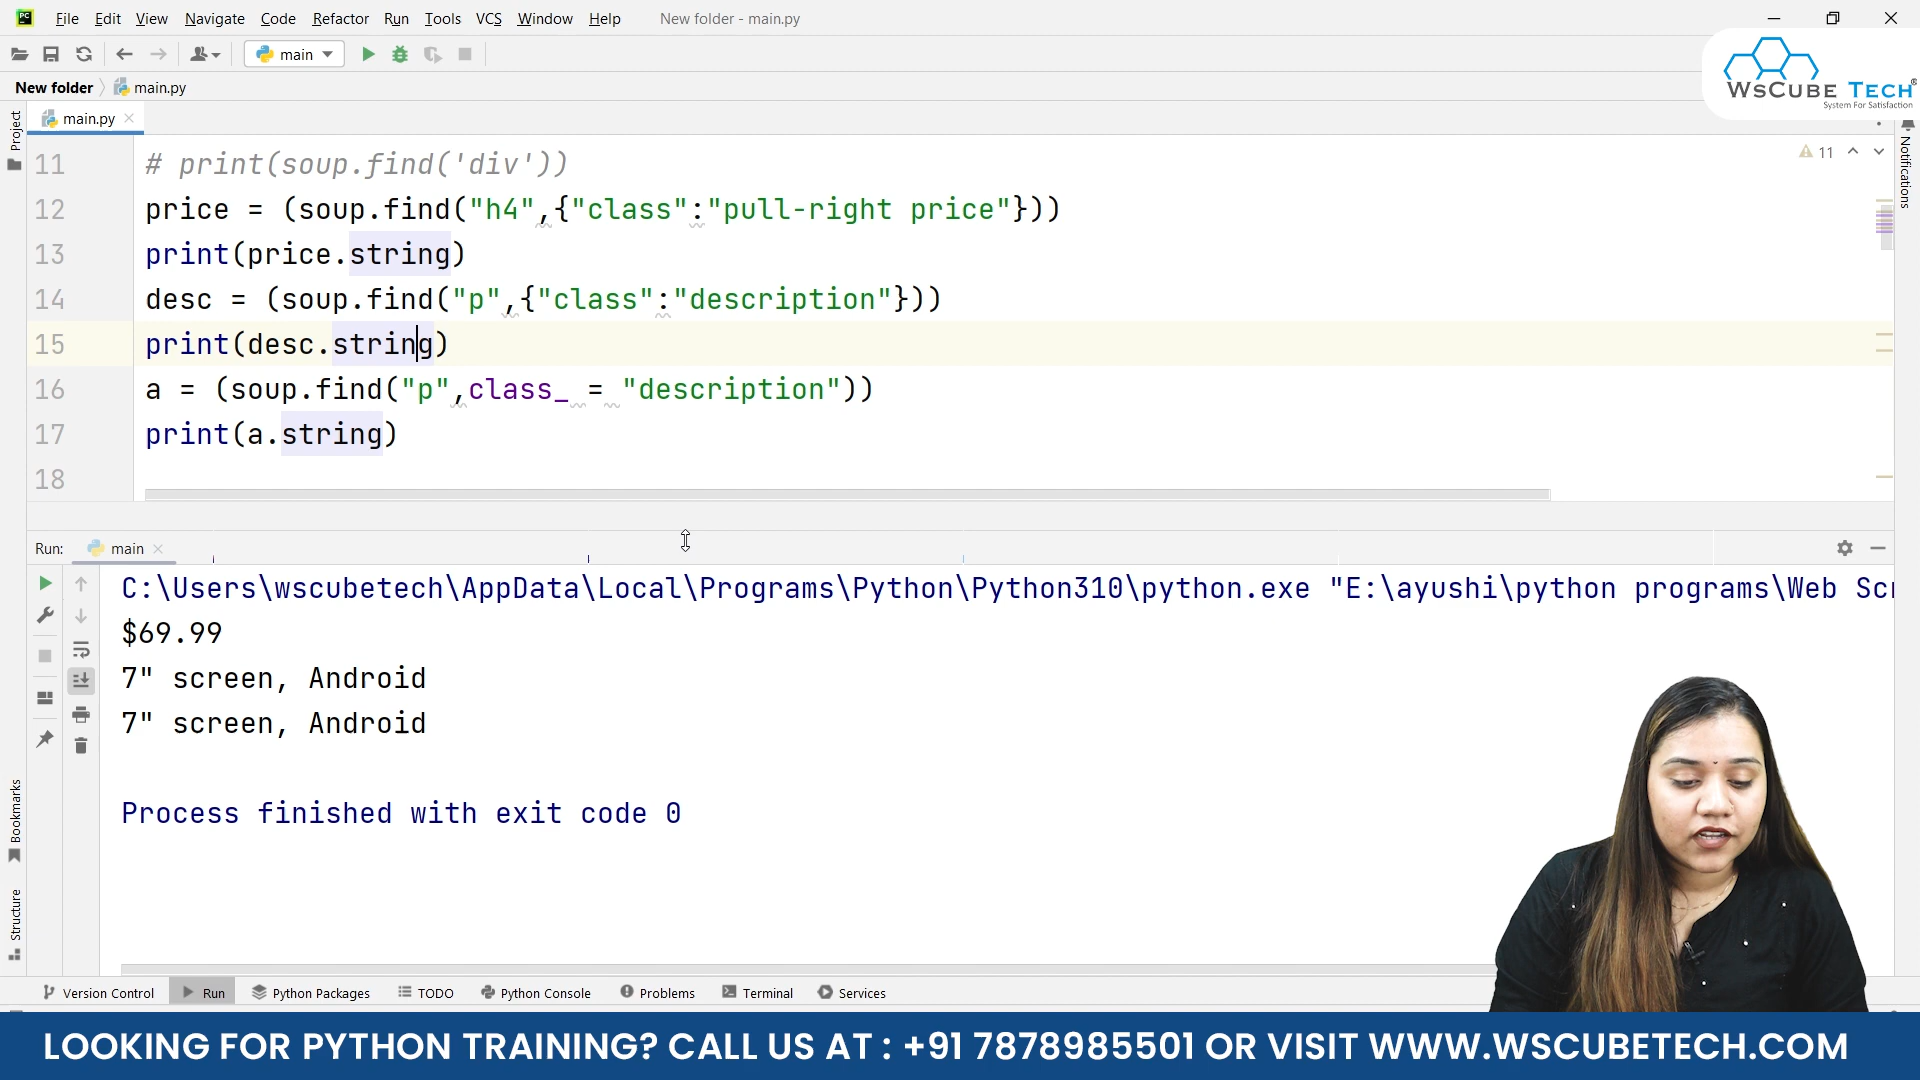 File Edit View Navigate Code Refactor Run Tools VCS Window Help New folder - main.py
main
WsCube Tech®
System For Satisfaction
New folder main.py
main.py
Project
Notifications
11
11 # print(soup.find('div'))
12 price = (soup.find("h4",{"class":"pull-right price"}))
13 print(price.string)
14 desc = (soup.find("p",{"class":"description"}))
15 print(desc.string)
16 a = (soup.find("p",class_ = "description"))
17 print(a.string)
18
Run: main
C:\Users\wscubetech\AppData\Local\Programs\Python\Python310\python.exe "E:\ayushi\python programs\Web Scr
$69.99
7" screen, Android
7" screen, Android
Process finished with exit code 0
Bookmarks
Structure
Version Control Run Python Packages TODO Python Console Problems Terminal Services
LOOKING FOR PYTHON TRAINING? CALL US AT : +91 7878985501 OR VISIT WWW.WSCUBETECH.COM